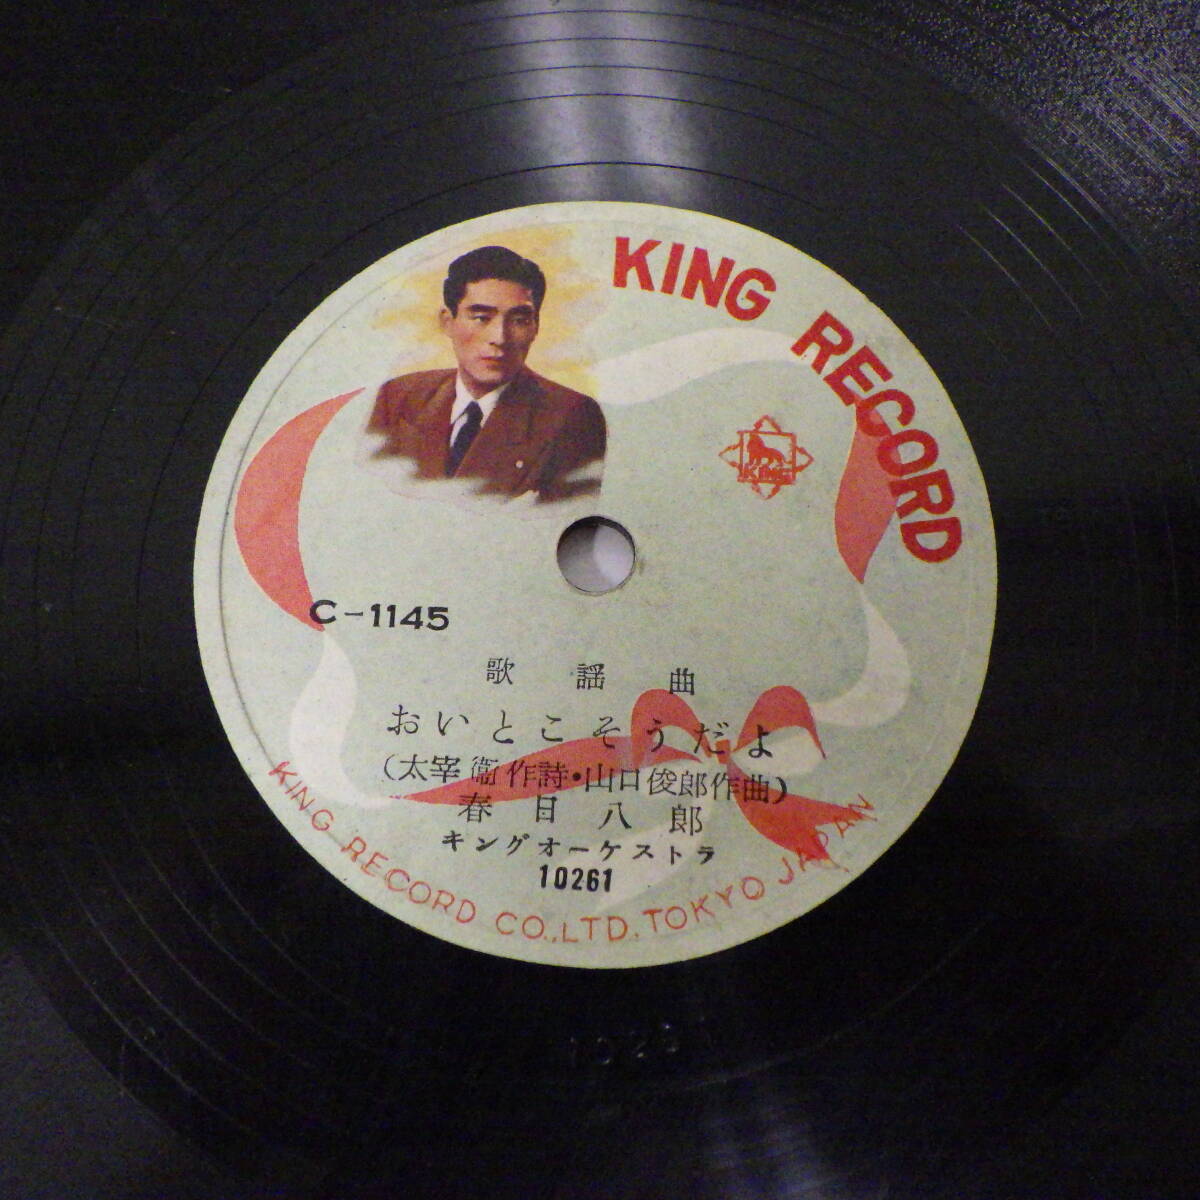 KING RECORD
KING
C-1145
歌謡曲
おいとこそうだよ
(太宰衞作詩・山口俊郎作曲)
春日八郎
キングオーケストラ
10261
KING RECORD CO.,LTD. TOKYO JAPAN